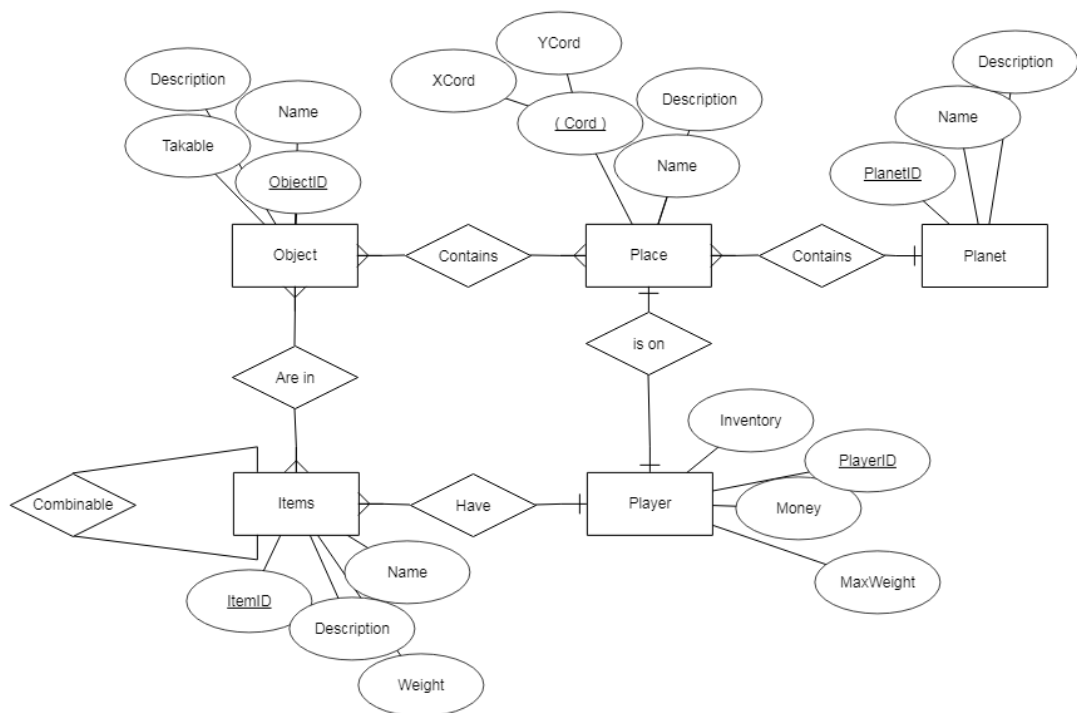 YCord
Description
XCord
Description
Name
Description
( Cord )
Name
Takable
Name
PlanetID
ObjectID
Object
Contains
Place
Contains
Planet
is on
Are in
Inventory
PlayerID
Combinable
Items
Have
Player
Money
Name
MaxWeight
ItemID
Description
Weight